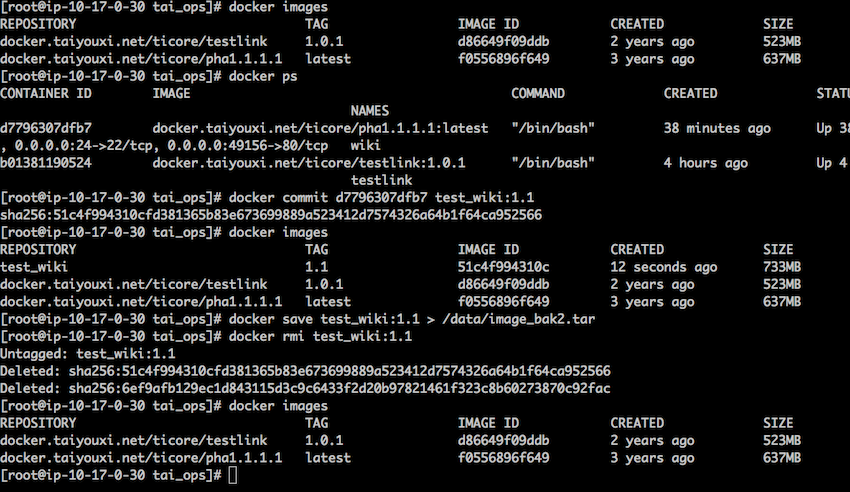 [root@ip-10-17-0-30 tai_ops]# docker images
REPOSITORY TAG IMAGE ID CREATED SIZE
docker.taiyouxi.net/ticore/testlink 1.0.1 d86649f09ddb 2 years ago 523MB
docker.taiyouxi.net/ticore/pha1.1.1.1 latest f0556896f649 3 years ago 637MB
[root@ip-10-17-0-30 tai_ops]# docker ps
CONTAINER ID IMAGE COMMAND CREATED STATU
NAMES
d7796307dfb7 docker.taiyouxi.net/ticore/pha1.1.1.1:latest "/bin/bash" 38 minutes ago Up 38
, 0.0.0.0:24->22/tcp, 0.0.0.0:49156->80/tcp wiki
b01381190524 docker.taiyouxi.net/ticore/testlink:1.0.1 "/bin/bash" 4 hours ago Up 4
testlink
[root@ip-10-17-0-30 tai_ops]# docker commit d7796307dfb7 test_wiki:1.1
sha256:51c4f994310cfd381365b83e673699889a523412d7574326a64b1f64ca952566
[root@ip-10-17-0-30 tai_ops]# docker images
REPOSITORY TAG IMAGE ID CREATED SIZE
test_wiki 1.1 51c4f994310c 12 seconds ago 733MB
docker.taiyouxi.net/ticore/testlink 1.0.1 d86649f09ddb 2 years ago 523MB
docker.taiyouxi.net/ticore/pha1.1.1.1 latest f0556896f649 3 years ago 637MB
[root@ip-10-17-0-30 tai_ops]# docker save test_wiki:1.1 > /data/image_bak2.tar
[root@ip-10-17-0-30 tai_ops]# docker rmi test_wiki:1.1
Untagged: test_wiki:1.1
Deleted: sha256:51c4f994310cfd381365b83e673699889a523412d7574326a64b1f64ca952566
Deleted: sha256:6ef9afb129ec1d843115d3c9c6433f2d20b97821461f323c8b60273870c92fac
[root@ip-10-17-0-30 tai_ops]# docker images
REPOSITORY TAG IMAGE ID CREATED SIZE
docker.taiyouxi.net/ticore/testlink 1.0.1 d86649f09ddb 2 years ago 523MB
docker.taiyouxi.net/ticore/pha1.1.1.1 latest f0556896f649 3 years ago 637MB
[root@ip-10-17-0-30 tai_ops]#